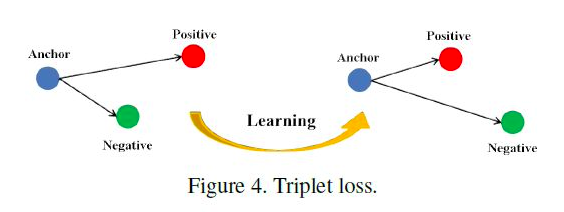 Positive
Anchor
Negative
Learning
Positive
Anchor
Negative
Figure 4. Triplet loss.